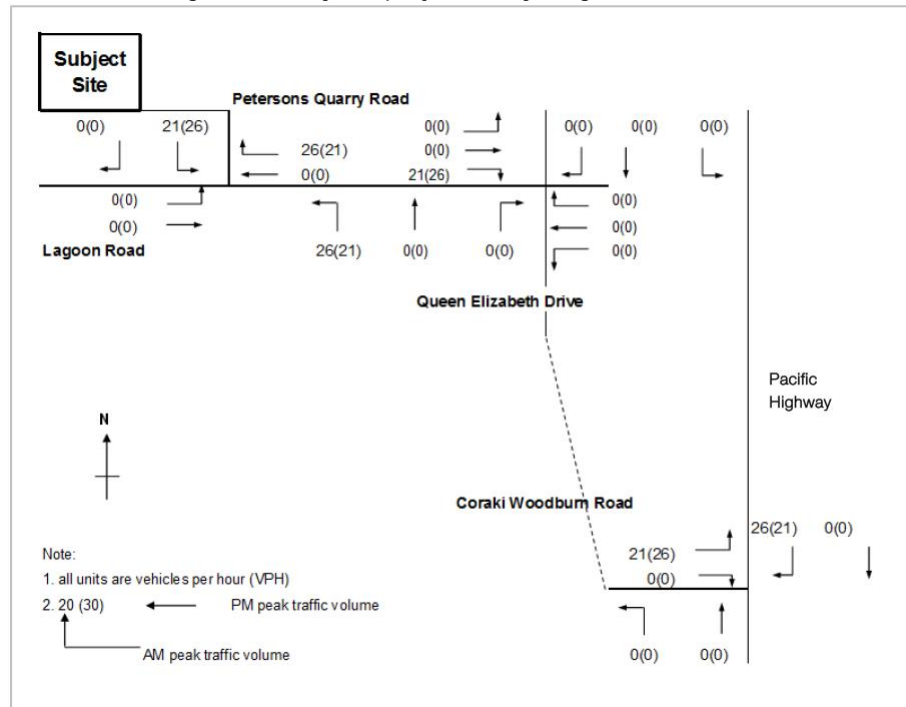 Subject
Site
Petersons Quarry Road
0(0) 21(26) 0(0) 0(0) 0(0) 0(0)
26(21) 0(0)
0(0) 21(26)
0(0) 0(0)
0(0) 0(0)
Lagoon Road 26(21) 0(0) 0(0) 0(0)
Queen Elizabeth Drive
Pacific
Highway
N
Coraki Woodburn Road
26(21) 0(0)
21(26)
0(0)
Note:
1. all units are vehicles per hour (VPH)
2. 20 (30) PM peak traffic volume
AM peak traffic volume
0(0) 0(0)